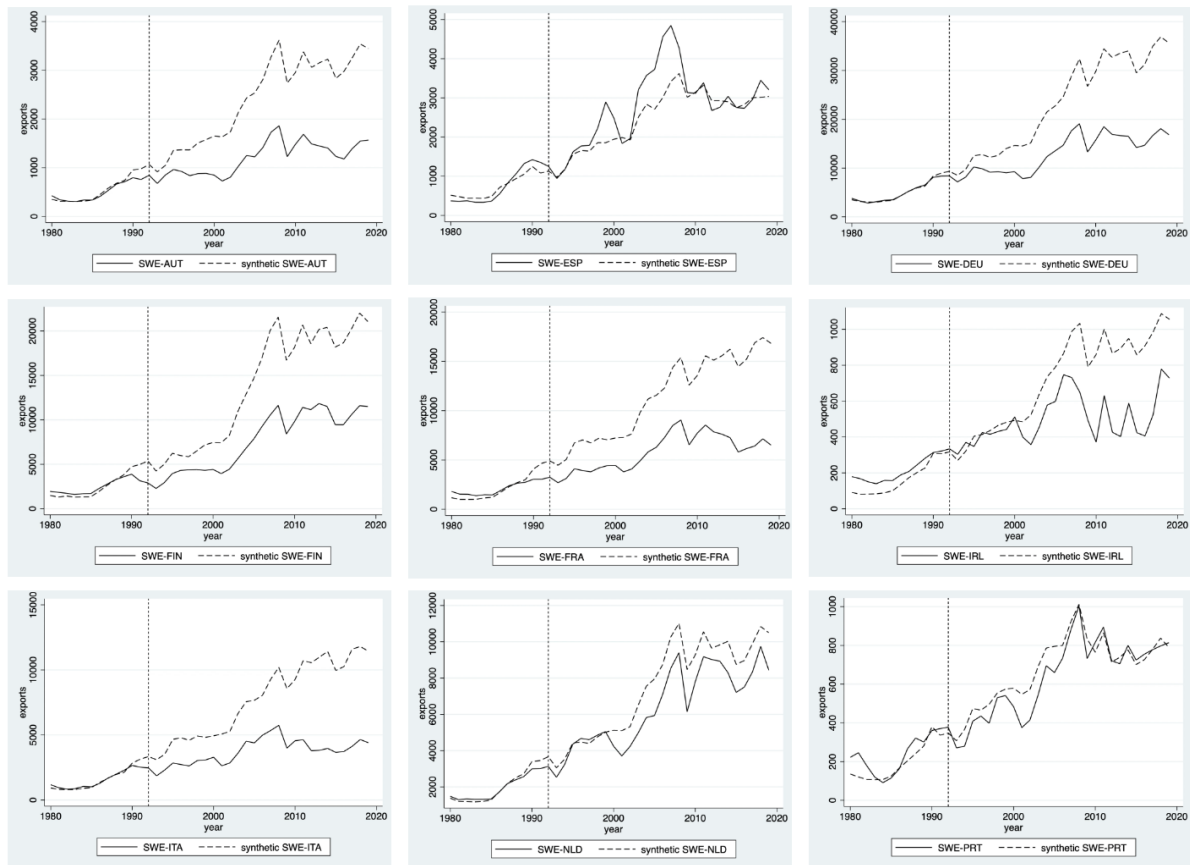 exports
4000
3000
2000
1000
0
1980 1990 2000 2010 2020
year
SWE-AUT synthetic SWE-AUT
exports
5000
4000
3000
2000
1000
0
1980 1990 2000 2010 2020
year
SWE-ESP synthetic SWE-ESP
exports
40000
30000
20000
10000
0
1980 1990 2000 2010 2020
year
SWE-DEU synthetic SWE-DEU
exports
20000
15000
10000
5000
0
1980 1990 2000 2010 2020
year
SWE-FIN synthetic SWE-FIN
exports
20000
15000
10000
5000
0
1980 1990 2000 2010 2020
year
SWE-FRA synthetic SWE-FRA
exports
1000
800
600
400
200
0
1980 1990 2000 2010 2020
year
SWE-IRL synthetic SWE-IRL
exports
15000
10000
5000
0
1980 1990 2000 2010 2020
year
SWE-ITA synthetic SWE-ITA
exports
12000
10000
8000
6000
4000
2000
1980 1990 2000 2010 2020
year
SWE-NLD synthetic SWE-NLD
exports
1000
800
600
400
200
0
1980 1990 2000 2010 2020
year
SWE-PRT synthetic SWE-PRT